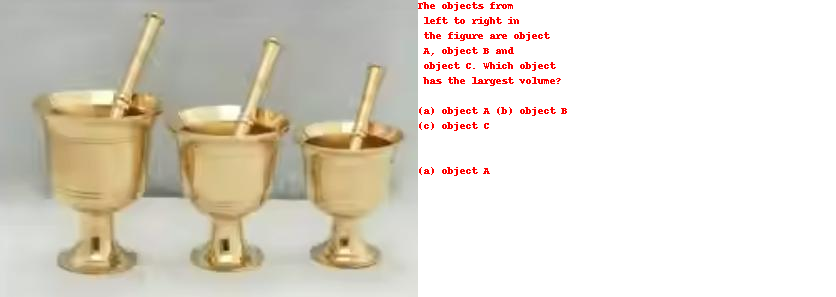 The objects from
left to right in
the figure are object
A, object B and
object C. Which object
has the largest volume?
(a) object A (b) object B
(c) object C
(a) object A